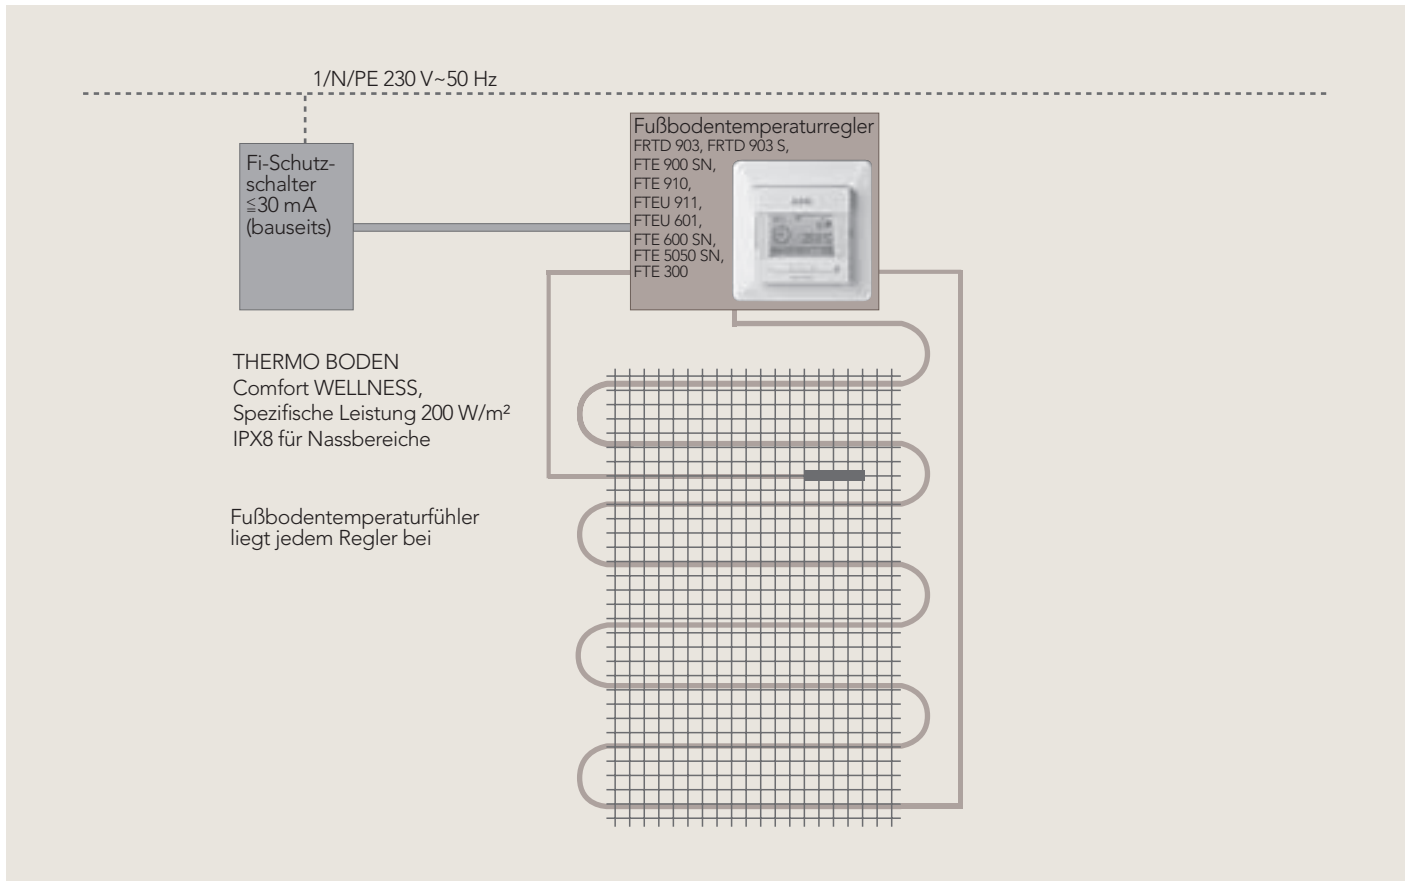 1/N/PE 230 V~50 Hz
Fi-Schutz-
schalter
≦30 mA
(bauseits)
Fußbodentemperaturregler
FRTD 903, FRTD 903 S,
FTE 900 SN,
FTE 910,
FTEU 911,
FTEU 601,
FTE 600 SN,
FTE 5050 SN,
FTE 300
AEG
THERMO BODEN
Comfort WELLNESS,
Spezifische Leistung 200 W/m²
IPX8 für Nassbereiche
Fußbodentemperaturfühler
liegt jedem Regler bei